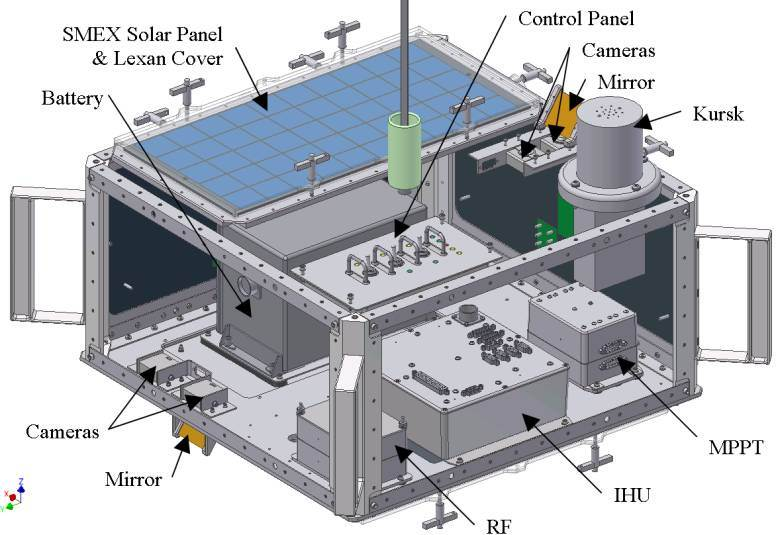 SMEX Solar Panel
& Lexan Cover
Control Panel
Cameras
Mirror
Battery
Kursk
Cameras
Mirror
MPPT
IHU
RF
Z
X
Y